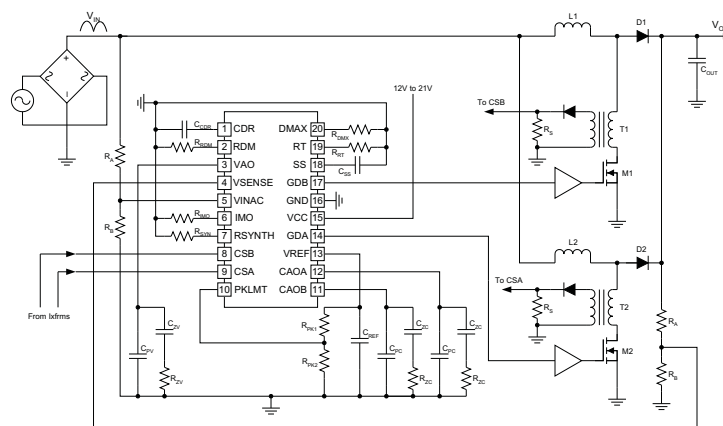 VIN
L1
D1
VO
COUT
12V to 21V
To CSB
RS
T1
M1
CCDR
RRDM
RA
RB
RIMO
RSYN
1 CDR
2 RDM
3 VAO
4 VSENSE
5 VINAC
6 IMO
7 RSYNTH
8 CSB
9 CSA
10 PKLMT
DMAX 20
RT 19
SS 18
GDB 17
GND 16
VCC 15
GDA 14
VREF 13
CAOA 12
CAOB 11
RDMX
RRT
CSS
L2
D2
To CSA
RS
T2
M2
RA
RB
From Ixfrms
CZV
CPV
RZV
RPK1
RPK2
CREF
CPC
CZC
RZC
CPC
CZC
RZC